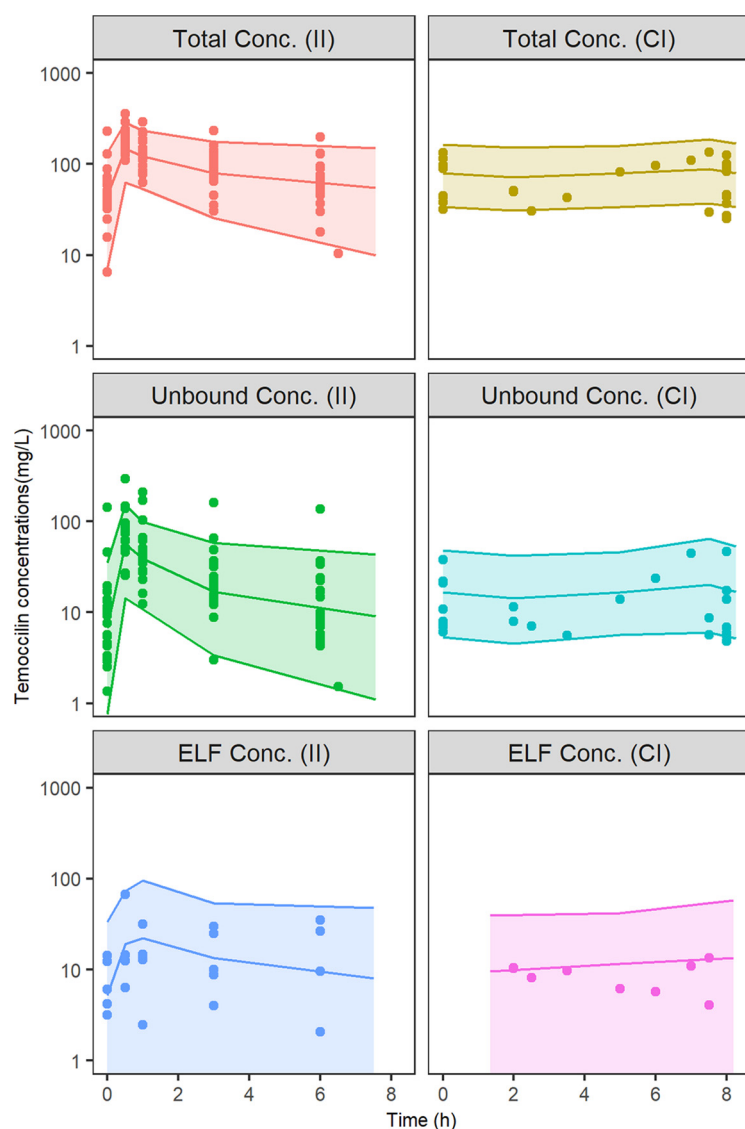 Total Conc. (II)
Total Conc. (CI)
1000
100
10
1
Unbound Conc. (II)
Unbound Conc. (CI)
Temoccilin concentrations(mg/L)
1000
100
10
1
ELF Conc. (II)
ELF Conc. (CI)
1000
100
10
1
0 2 4 6 8
0 2 4 6 8
Time (h)